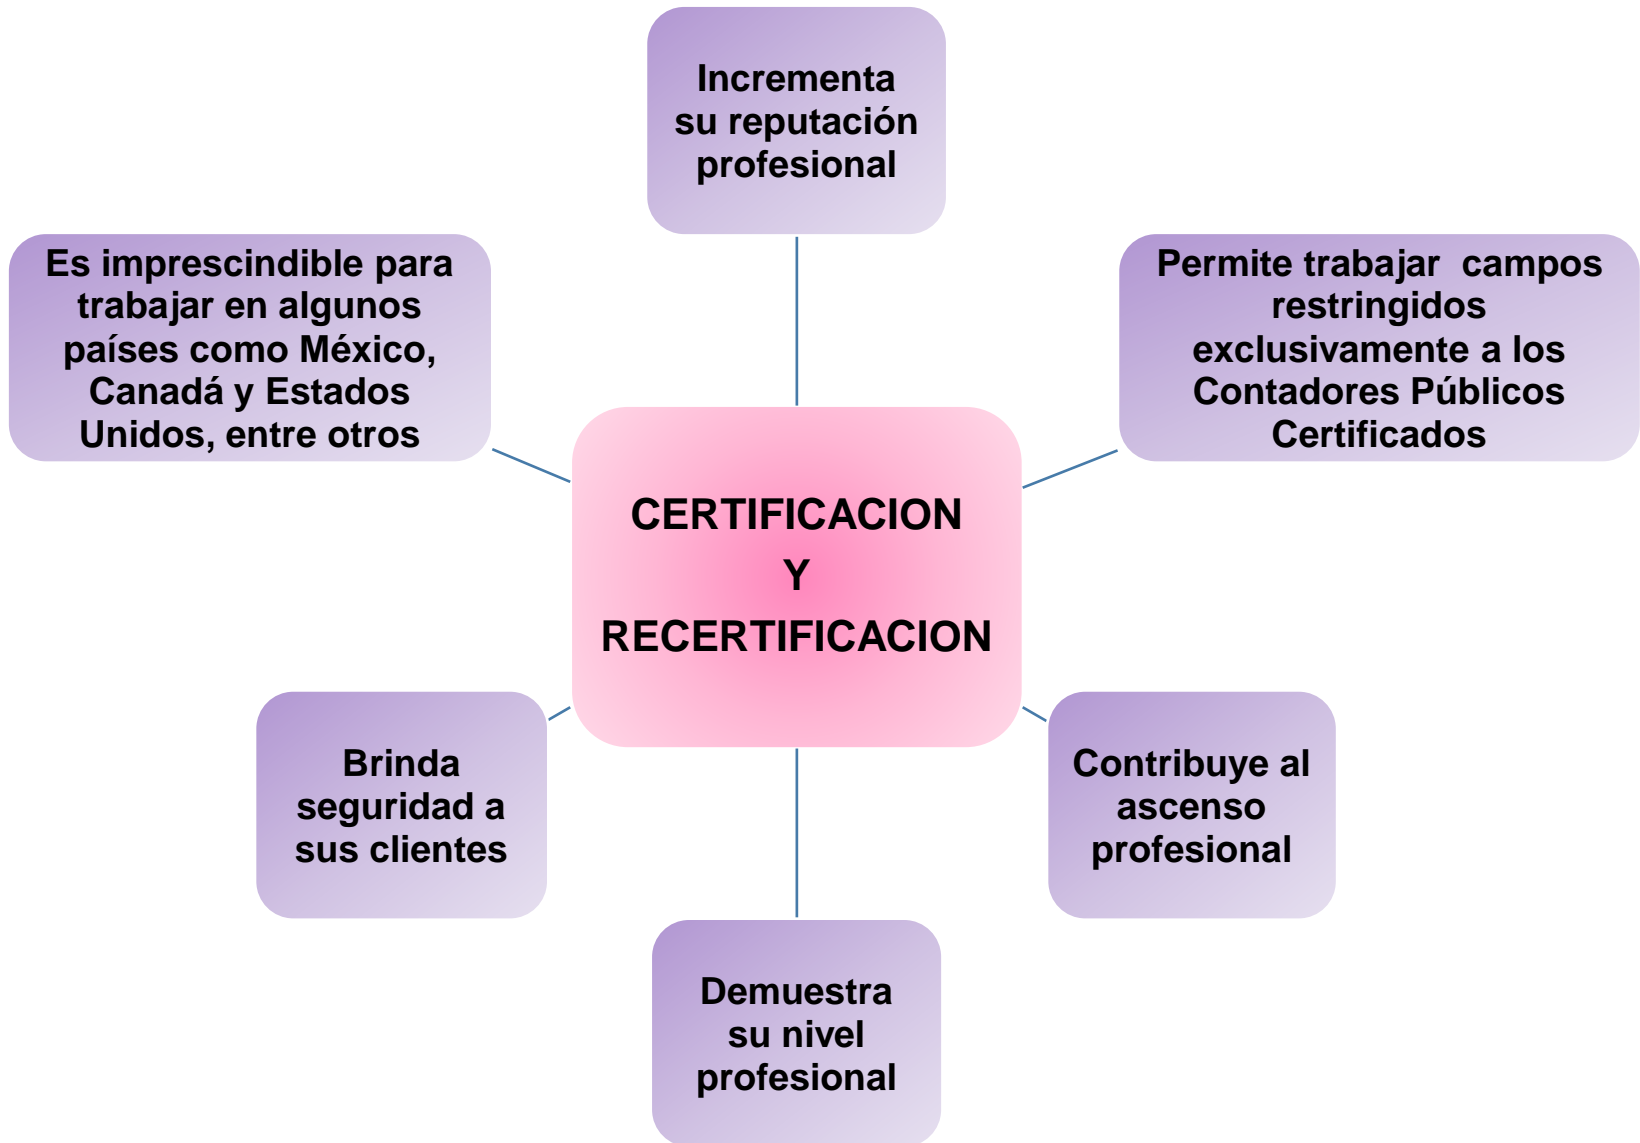 Incrementa
su reputación
profesional
Es imprescindible para
trabajar en algunos
países como México,
Canadá y Estados
Unidos, entre otros
Permite trabajar  campos
restringidos
exclusivamente a los
Contadores Públicos
Certificados
CERTIFICACION
Y
RECERTIFICACION
Brinda
seguridad a
sus clientes
Contribuye al
ascenso
profesional
Demuestra
su nivel
profesional